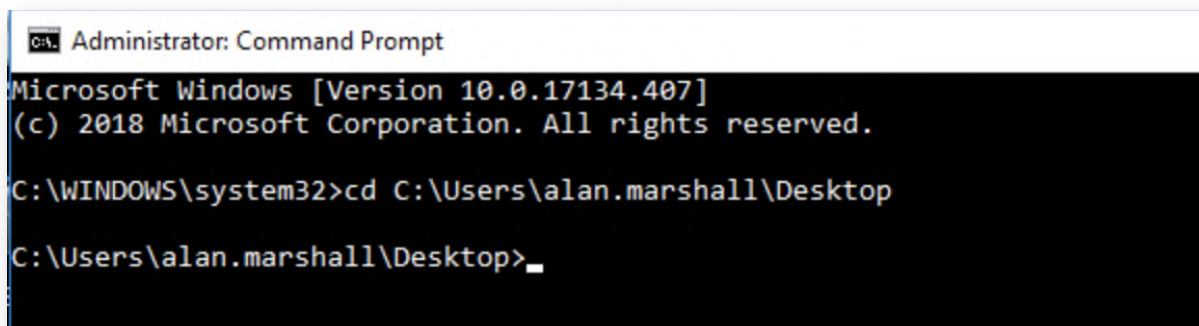 Administrator: Command Prompt
Microsoft Windows [Version 10.0.17134.407]
(c) 2018 Microsoft Corporation. All rights reserved.
C:\WINDOWS\system32>cd C:\Users\alan.marshall\Desktop
C:\Users\alan.marshall\Desktop>